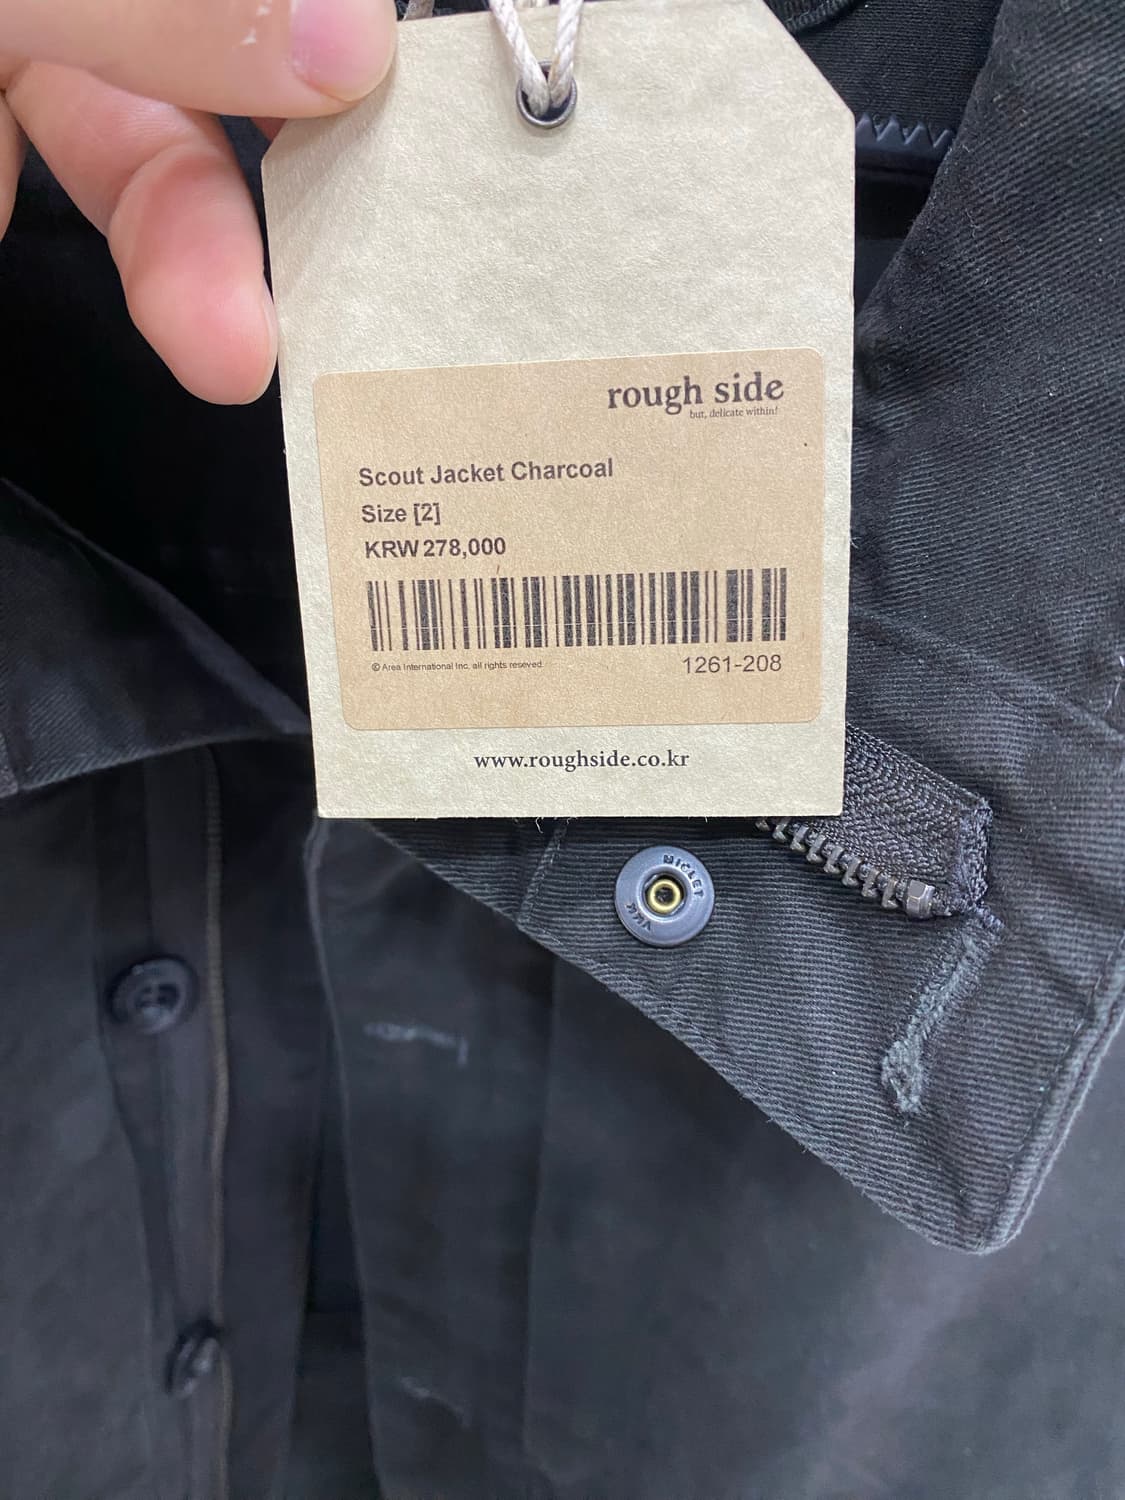 rough side
but, delicate within!
Scout Jacket Charcoal
Size [2]
KRW 278,000
© Area International Inc, all rights reseved.
1261-208
www.roughside.co.kr